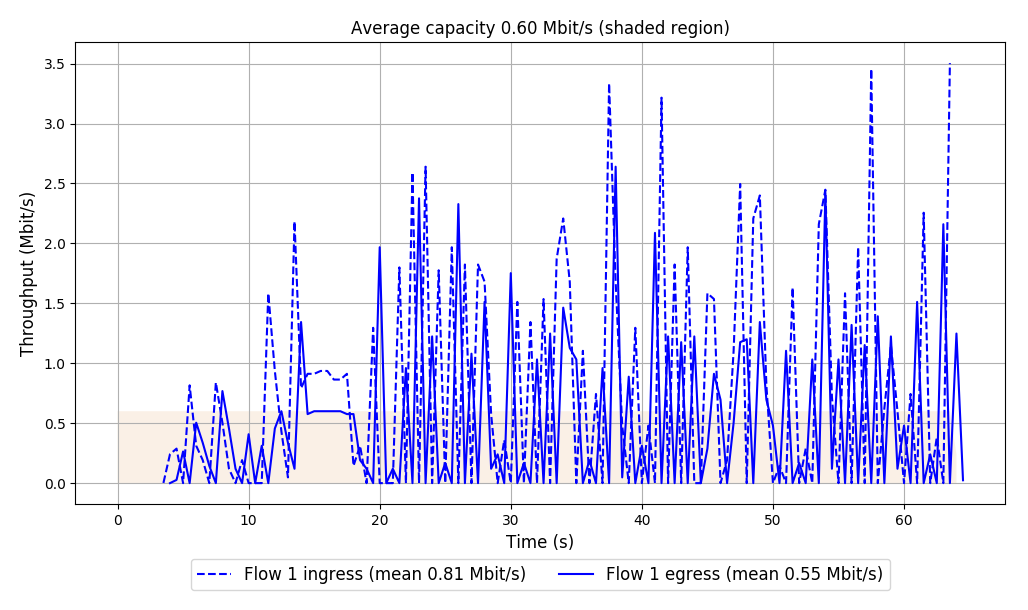 Average capacity 0.60 Mbit/s (shaded region)
Throughput (Mbit/s)
3.5
3.0
2.5
2.0
1.5
1.0
0.5
0.0
0 10 20 30 40 50 60
Time (s)
Flow 1 ingress (mean 0.81 Mbit/s) Flow 1 egress (mean 0.55 Mbit/s)